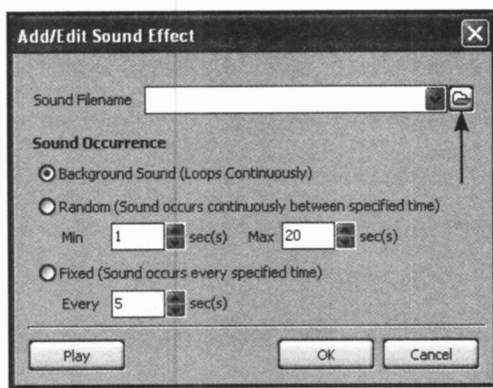 Add/Edit Sound Effect
Sound Filename
Sound Occurrence
Background Sound (Loops Continuously)
Random (Sound occurs continuously between specified time)
Min 1 sec(s) Max 20 sec(s)
Fixed (Sound occurs every specified time)
Every 5 sec(s)
Play OK Cancel